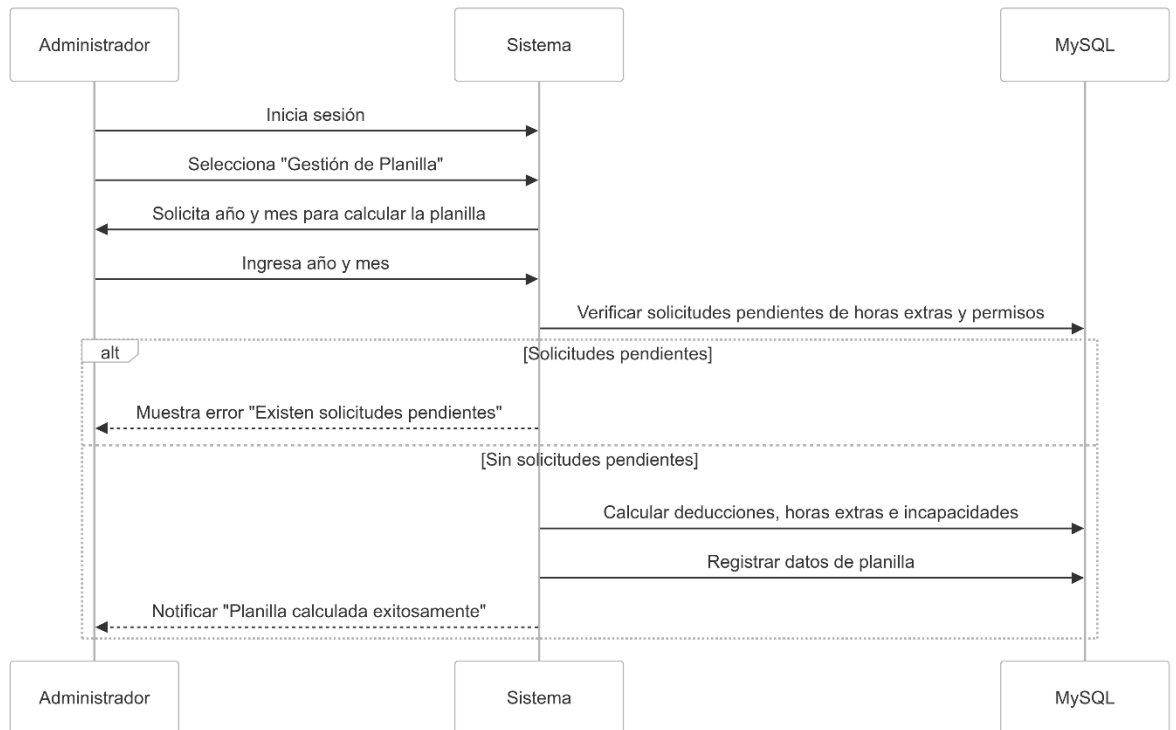 Administrador
Sistema
MySQL
Inicia sesión
Selecciona "Gestión de Planilla"
Solicita año y mes para calcular la planilla
Ingresa año y mes
Verificar solicitudes pendientes de horas extras y permisos
alt
[Solicitudes pendientes]
Muestra error "Existen solicitudes pendientes"
[Sin solicitudes pendientes]
Calcular deducciones, horas extras e incapacidades
Registrar datos de planilla
Notificar "Planilla calculada exitosamente"
Administrador
Sistema
MySQL